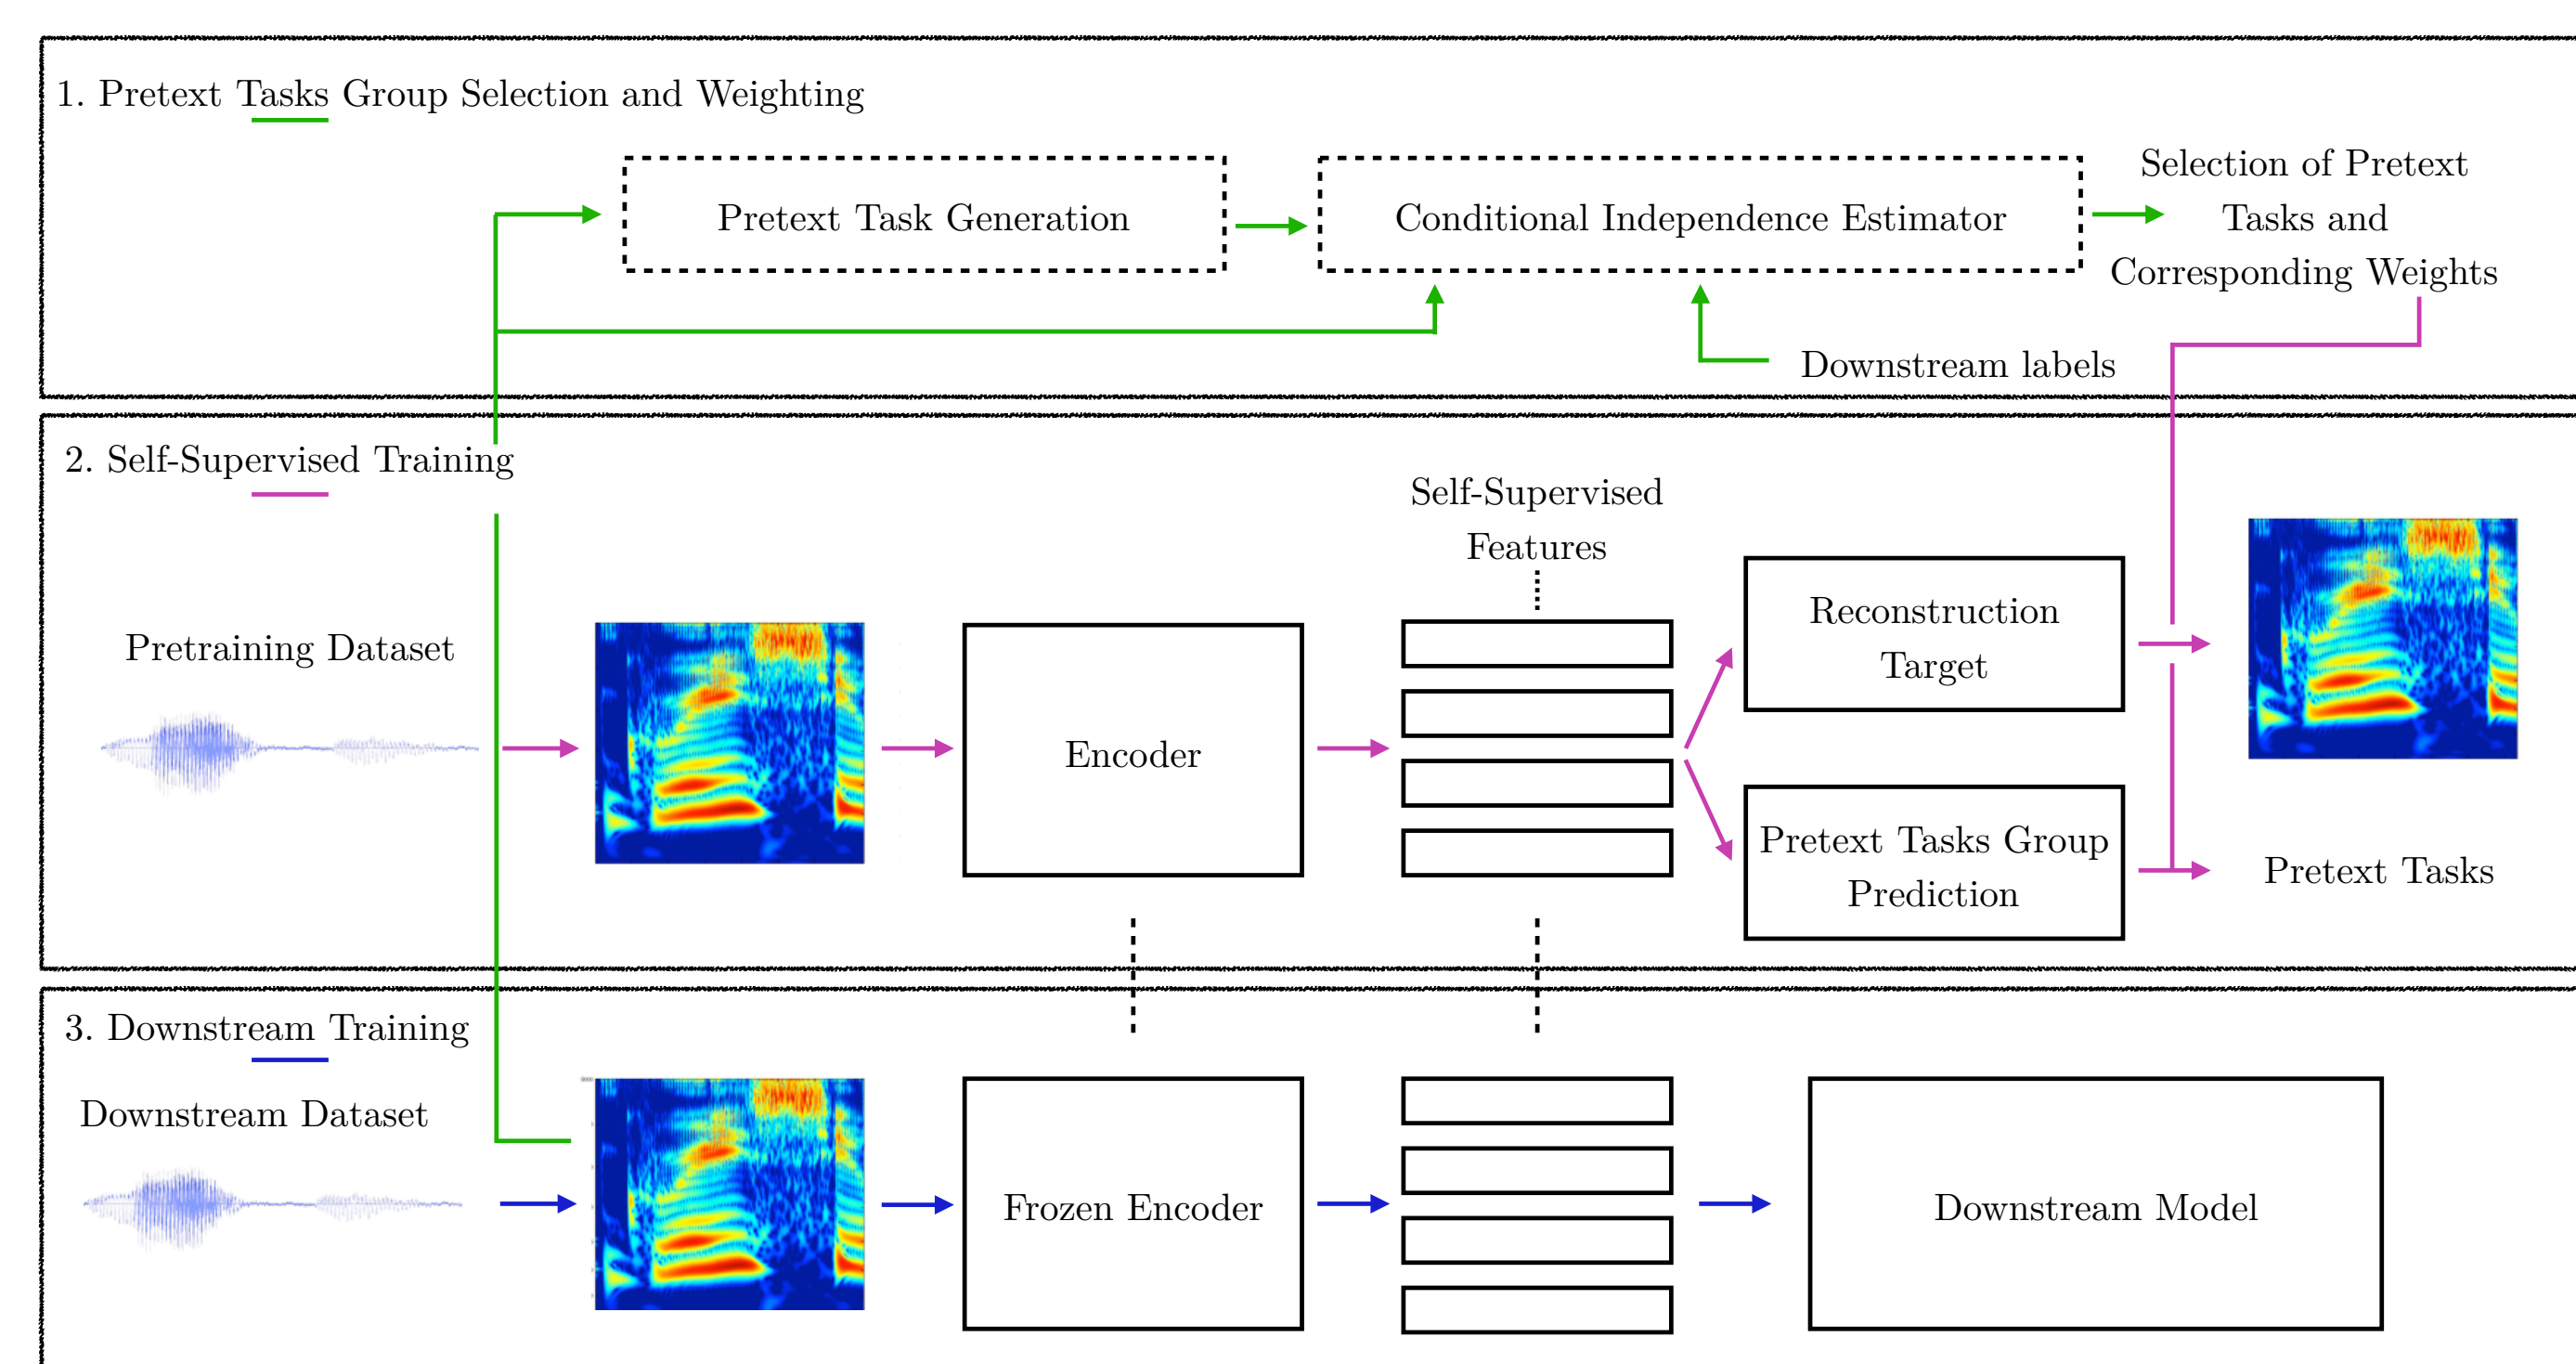 1. Pretext Tasks Group Selection and Weighting
Pretext Task Generation
Conditional Independence Estimator
Selection of Pretext
Tasks and
Corresponding Weights
Downstream labels
2. Self-Supervised Training
Self-Supervised
Features
Pretraining Dataset
Encoder
Reconstruction
Target
Pretext Tasks Group
Prediction
Pretext Tasks
3. Downstream Training
Downstream Dataset
Frozen Encoder
Downstream Model